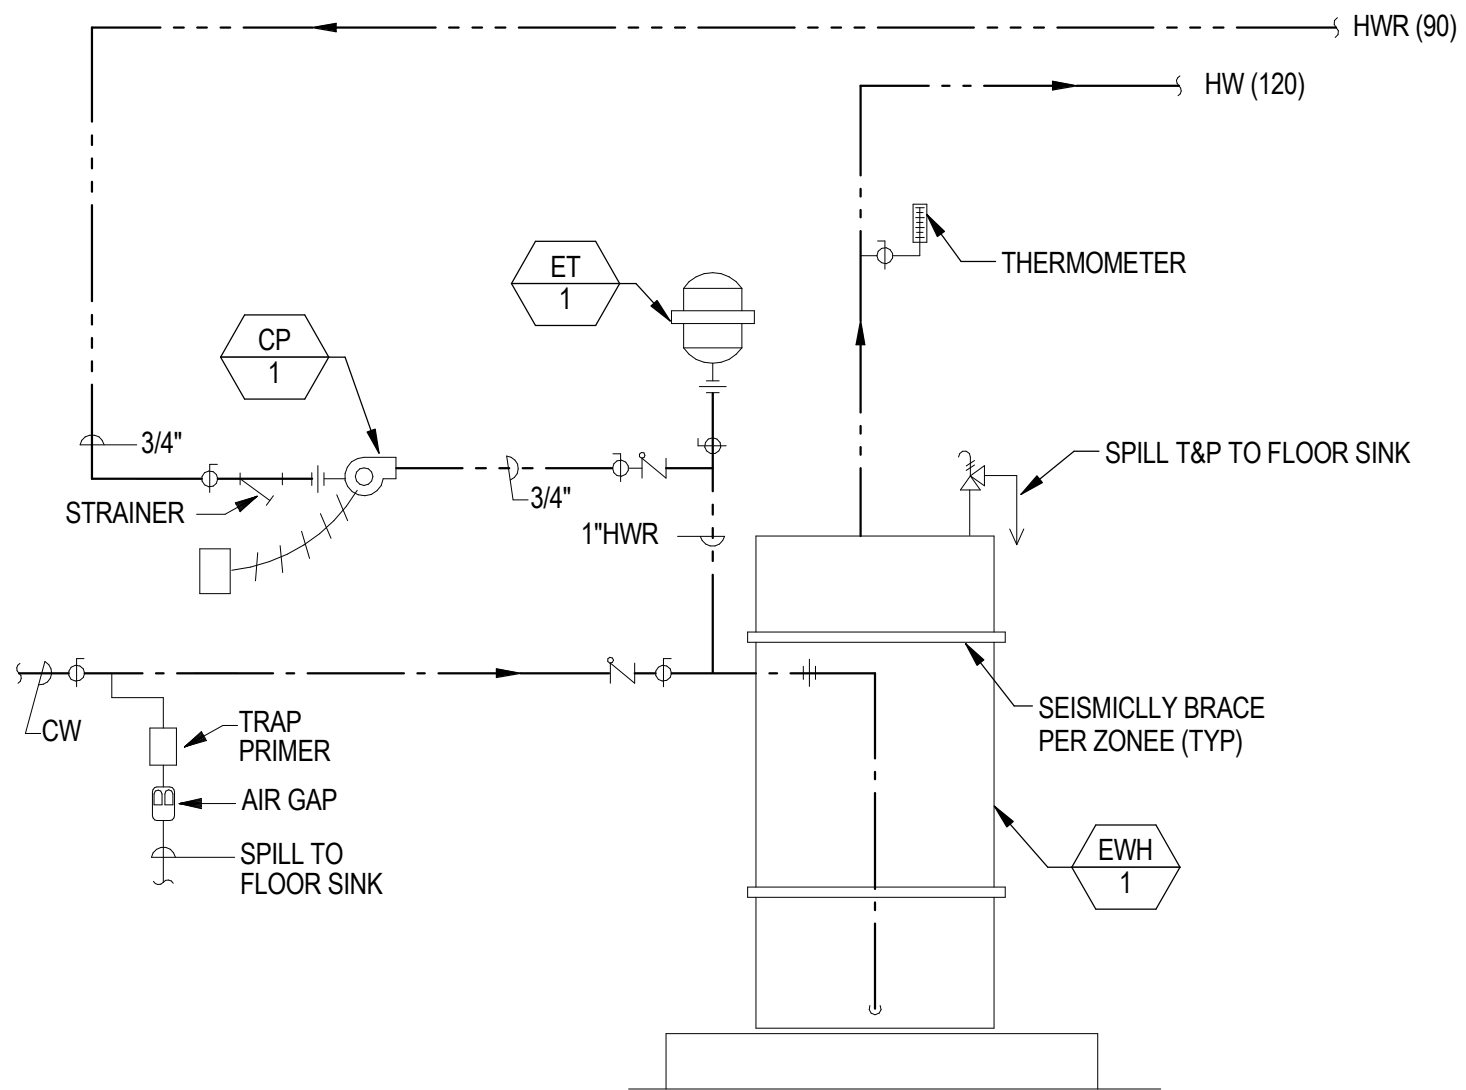 HWR (90)
HW (120)
THERMOMETER
ET
1
CP
1
3/4"
SPILL T&P TO FLOOR SINK
STRAINER
3/4"
1"HWR
SEISMICLLY BRACE
PER ZONEE (TYP)
CW
TRAP
PRIMER
AIR GAP
SPILL TO
FLOOR SINK
EWH
1